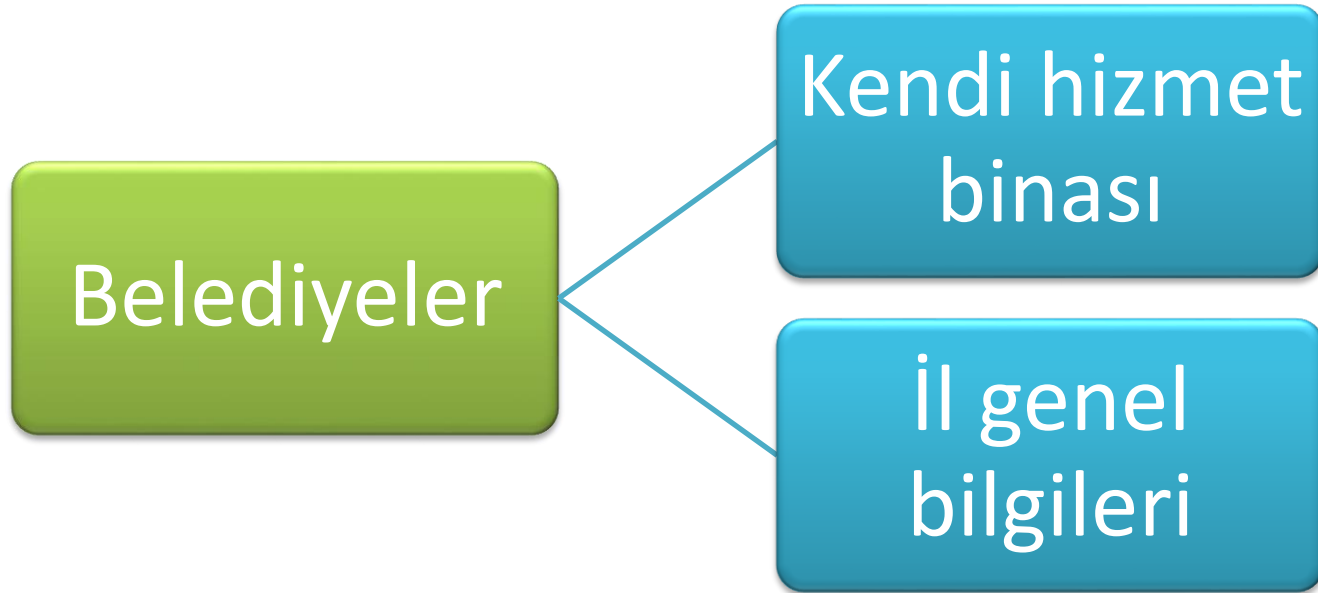 Belediyeler
Kendi hizmet
binası
İl genel
bilgileri